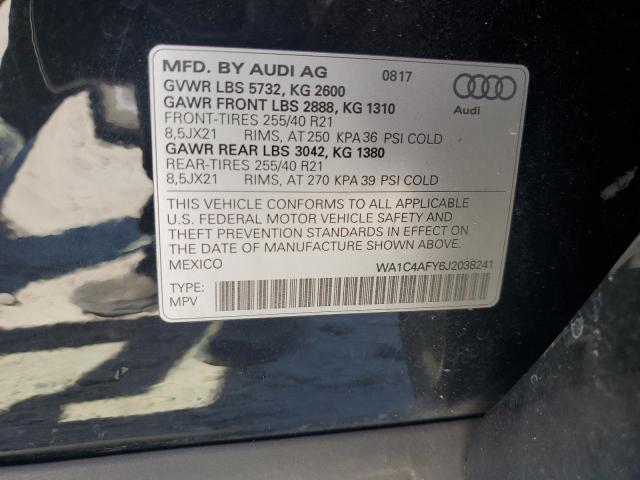 MFD. BY AUDI AG 0817
GVWR LBS 5732, KG 2600
GAWR FRONT LBS 2888, KG 1310
FRONT-TIRES 255/40 R21
8,5JX21 RIMS, AT 250 KPA 36 PSI COLD
GAWR REAR LBS 3042, KG 1380
REAR-TIRES 255/40 R21
8,5JX21 RIMS, AT 270 KPA 39 PSI COLD
Audi
THIS VEHICLE CONFORMS TO ALL APPLICABLE
U.S. FEDERAL MOTOR VEHICLE SAFETY AND
THEFT PREVENTION STANDARDS IN EFFECT ON
THE DATE OF MANUFACTURE SHOWN ABOVE.
MEXICO WA1C4AFY6J2038241
TYPE:
MPV